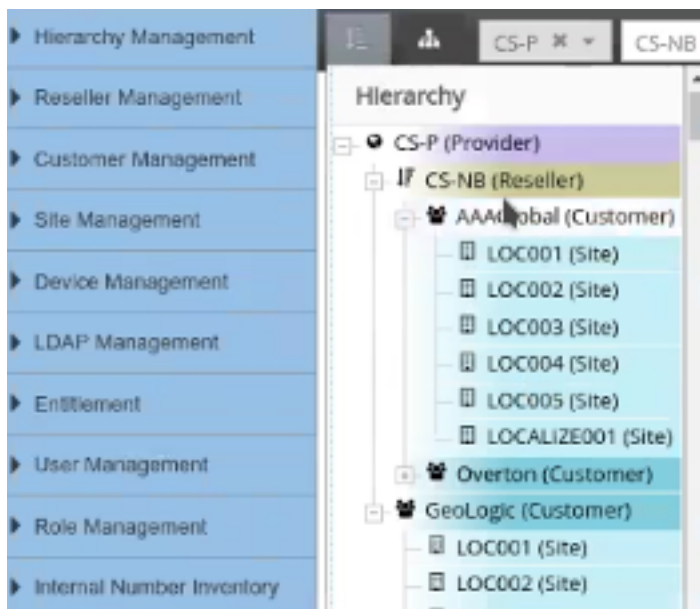 Hierarchy Management
Reseller Management
Customer Management
Site Management
Device Management
LDAP Management
Entitlement
User Management
Role Management
Internal Number Inventory
CS-P
CS-NB
Hierarchy
CS-P (Provider)
CS-NB (Reseller)
AAAGlobal (Customer)
LOC001 (Site)
LOC002 (Site)
LOC003 (Site)
LOC004 (Site)
LOC005 (Site)
LOCALIZE001 (Site)
Overton (Customer)
GeoLogic (Customer)
LOC001 (Site)
LOC002 (Site)